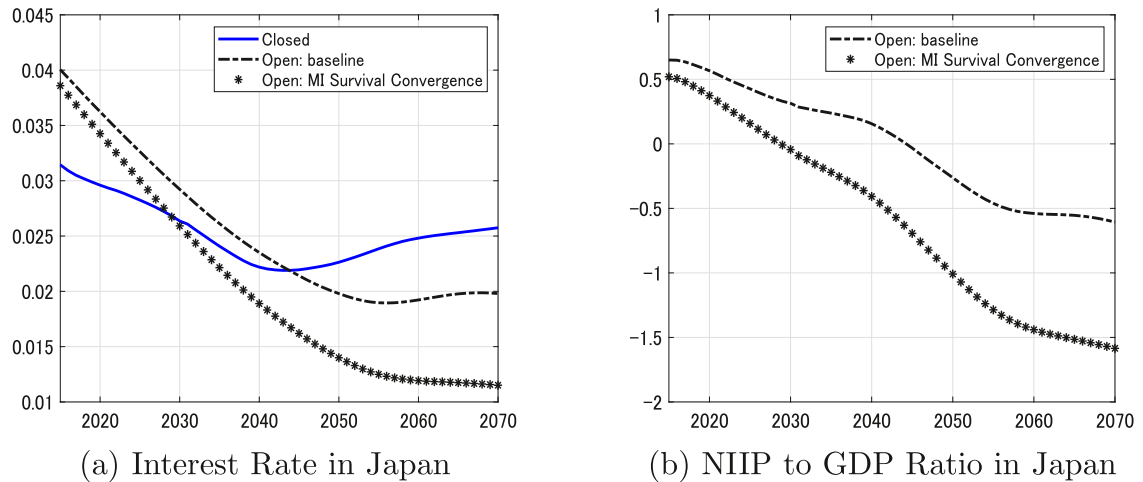 0.045
0.04
0.035
0.03
0.025
0.02
0.015
0.01
2020 2030 2040 2050 2060 2070
Closed
Open: baseline
Open: MI Survival Convergence
(a) Interest Rate in Japan
1
0.5
0
-0.5
-1
-1.5
-2
2020 2030 2040 2050 2060 2070
Open: baseline
Open: MI Survival Convergence
(b) NIIP to GDP Ratio in Japan